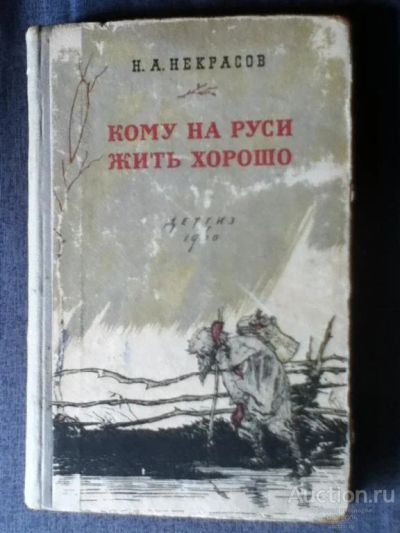 Н. А. НЕКРАСОВ
КОМУ НА РУСИ
ЖИТЬ ХОРОШО
ДЕТГИЗ
Auction.ru